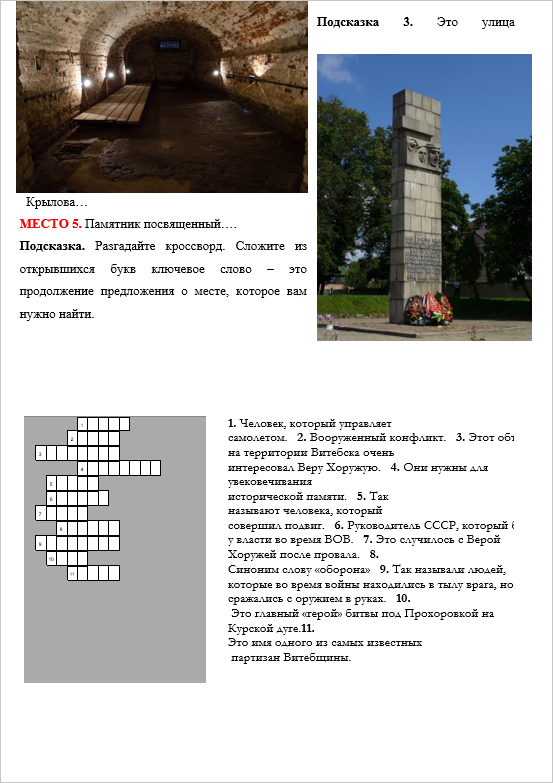 Подсказка 3. Это улица
Крылова…
МЕСТО 5. Памятник посвященный….
Подсказка. Разгадайте кроссворд. Сложите из
открывшихся букв ключевое слово – это
продолжение предложения о месте, которое вам
нужно найти.
1. Человек, который управляет
самолетом. 2. Вооруженный конфликт. 3. Этот
на территории Витебска очень
интересовал Веру Хоружую. 4. Они нужны для
увековечивания
исторической памяти. 5. Так
называют человека, который
совершил подвиг. 6. Руководитель СССР, который
у власти во время ВОВ. 7. Это случилось с Верой
Хоружей после провала. 8.
Синоним слову «оборона» 9. Так называли людей,
которые во время войны находились в тылу врага, но
сражались с оружием в руках. 10.
Это главный «герой» битвы под Прохоровкой на
Курской дуге.11.
Это имя одного из самых известных
партизан Витебщины.
1
2
3
4
5
6
7
8
9
10
11